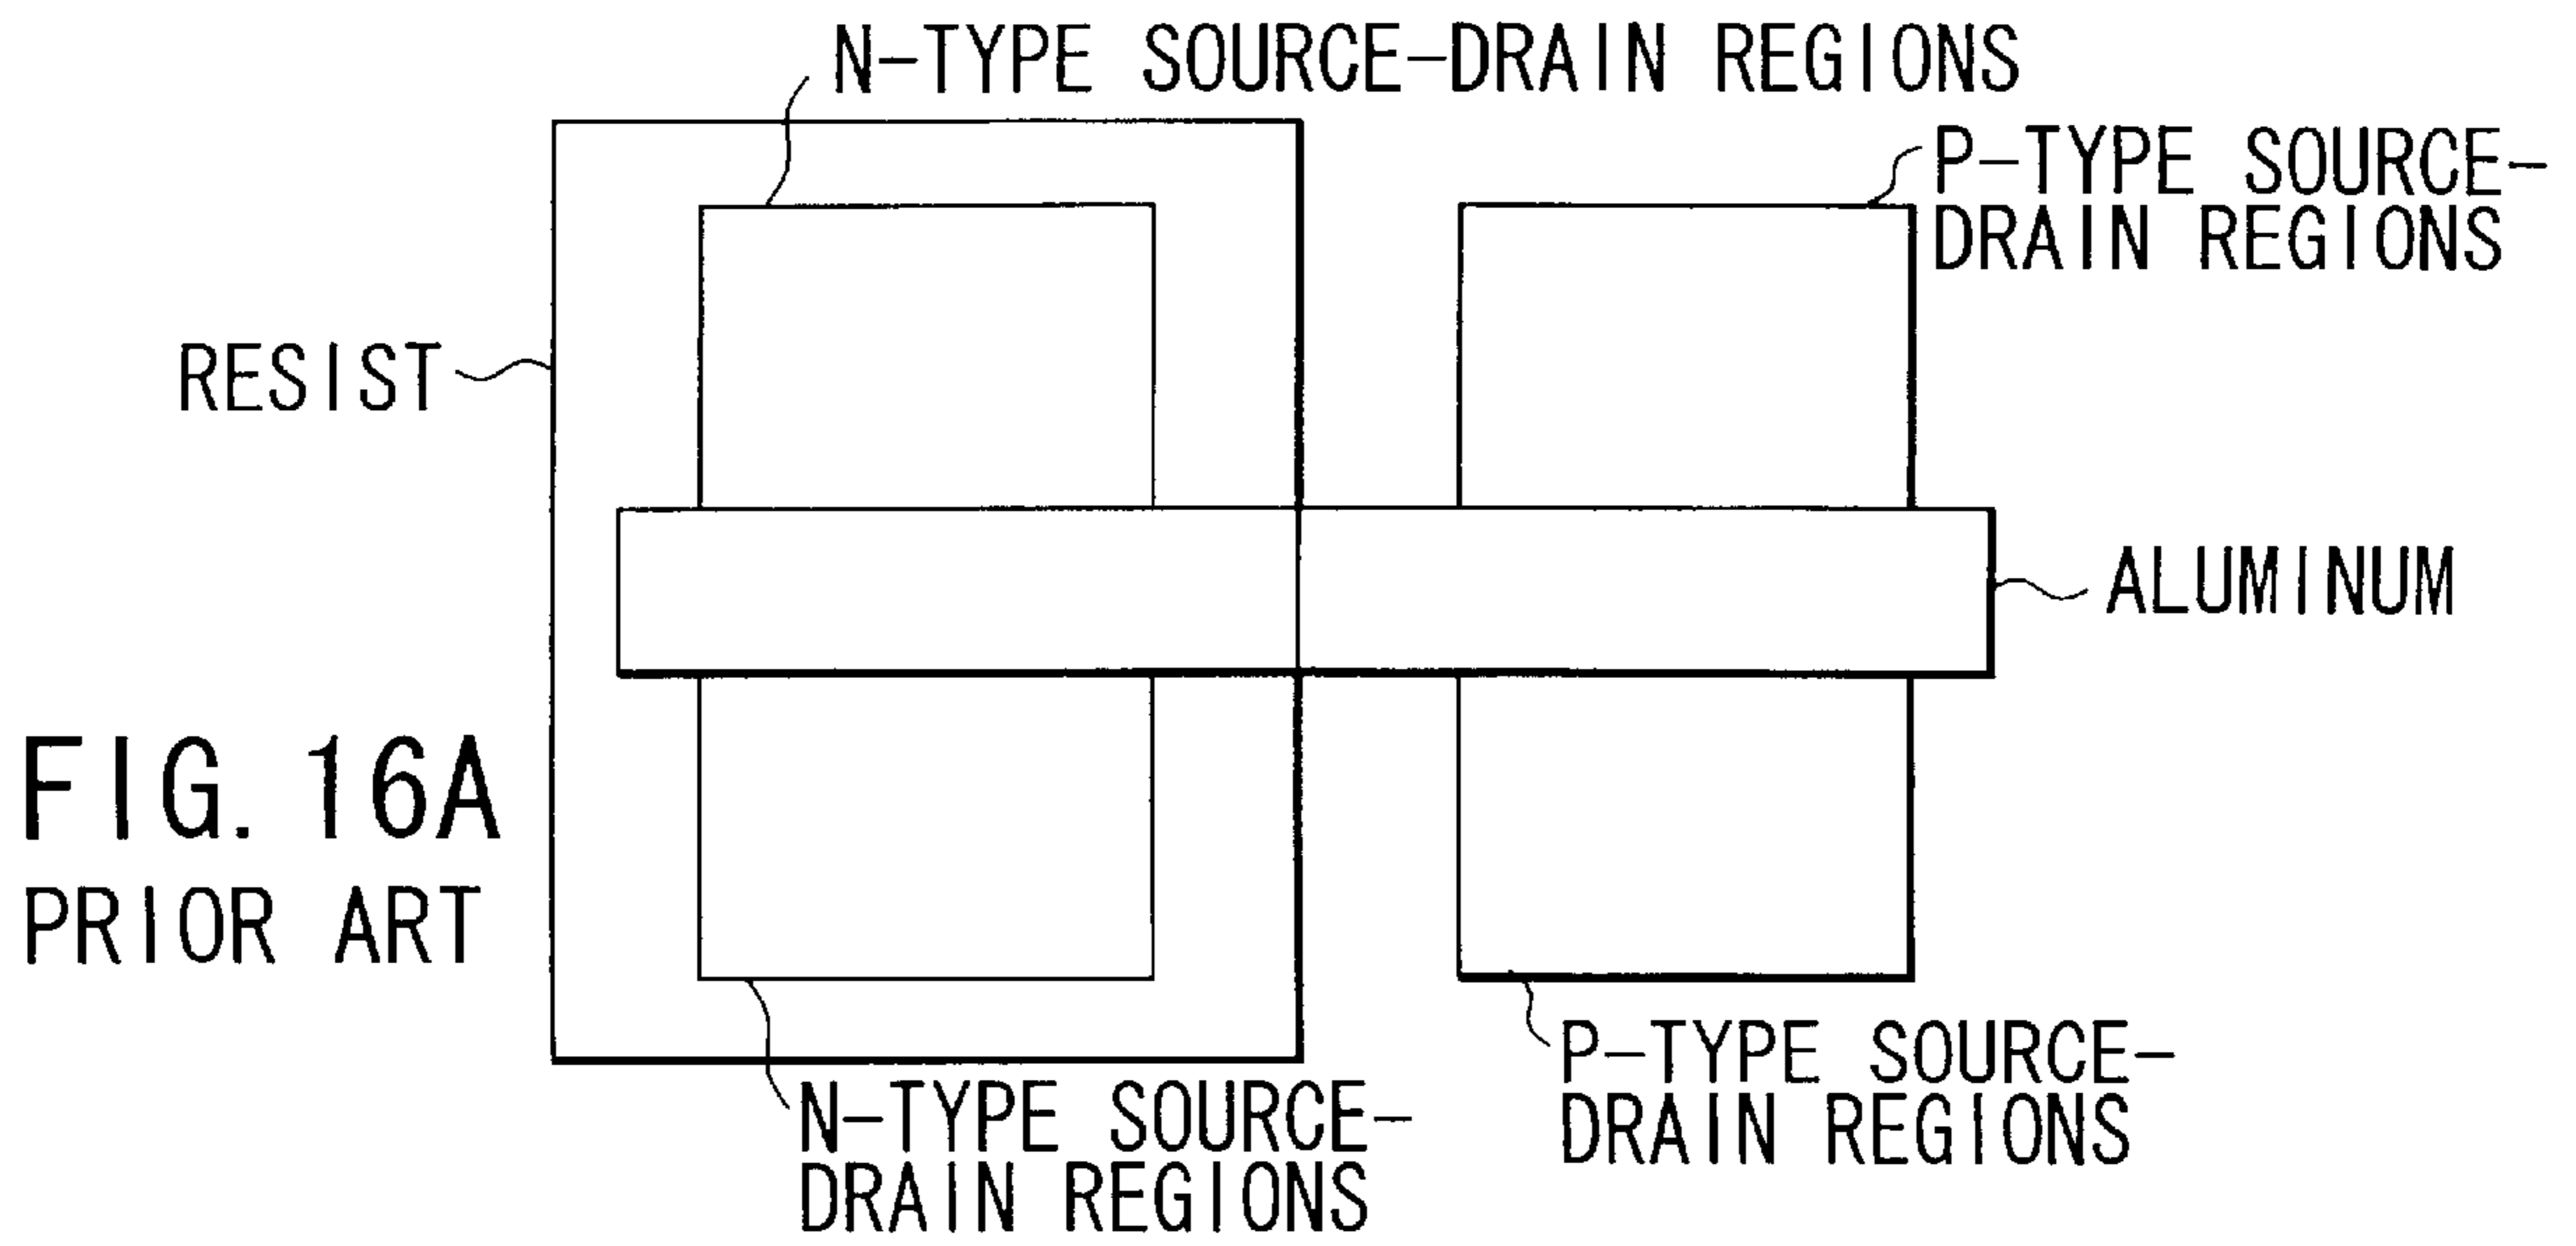 N-TYPE SOURCE-DRAIN REGIONS
P-TYPE SOURCE-
DRAIN REGIONS
RESIST
ALUMINUM
FIG. 16A
PRIOR ART
P-TYPE SOURCE-
DRAIN REGIONS
N-TYPE SOURCE-
DRAIN REGIONS